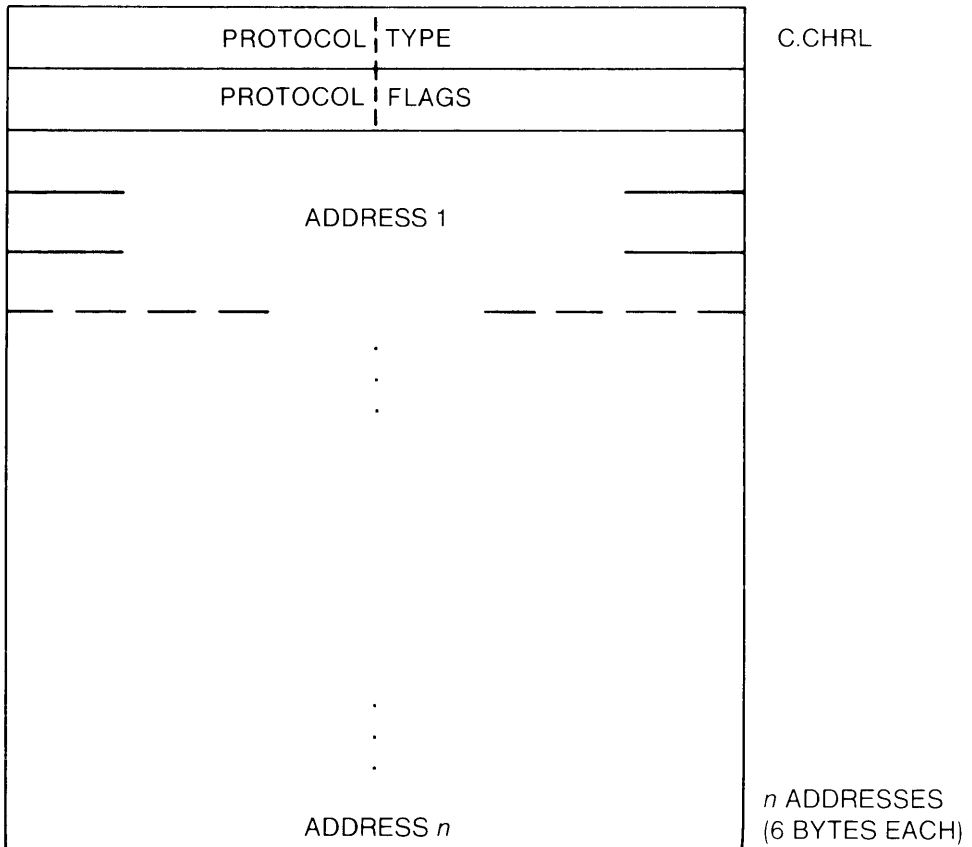 PROTOCOL TYPE
C.CHRL
PROTOCOL FLAGS
ADDRESS 1
ADDRESS n
n ADDRESSES
(6 BYTES EACH)